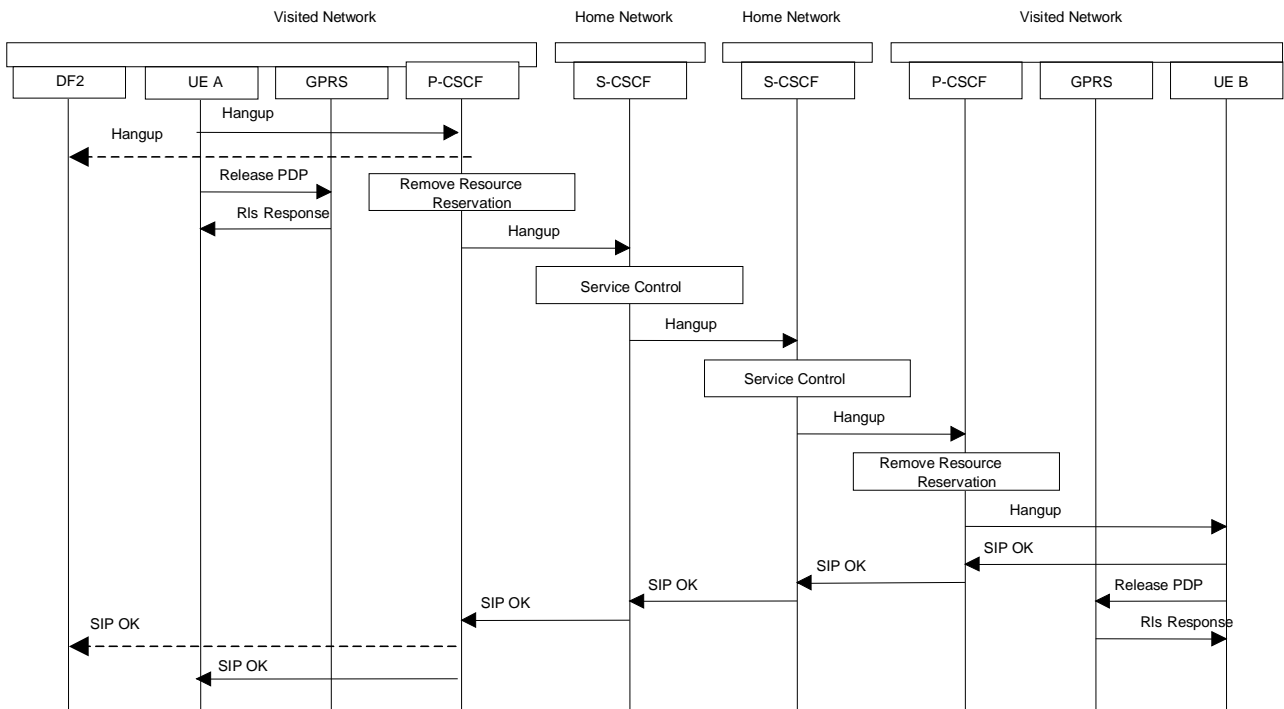 Visited Network
Home Network
Home Network
Visited Network
DF2
UE A
GPRS
P-CSCF
S-CSCF
S-CSCF
P-CSCF
GPRS
UE B
Hangup
Hangup
Release PDP
Remove Resource
Reservation
Rls Response
Hangup
Service Control
Hangup
Service Control
Hangup
Remove Resource
Reservation
Hangup
SIP OK
SIP OK
SIP OK
Release PDP
SIP OK
Rls Response
SIP OK
SIP OK